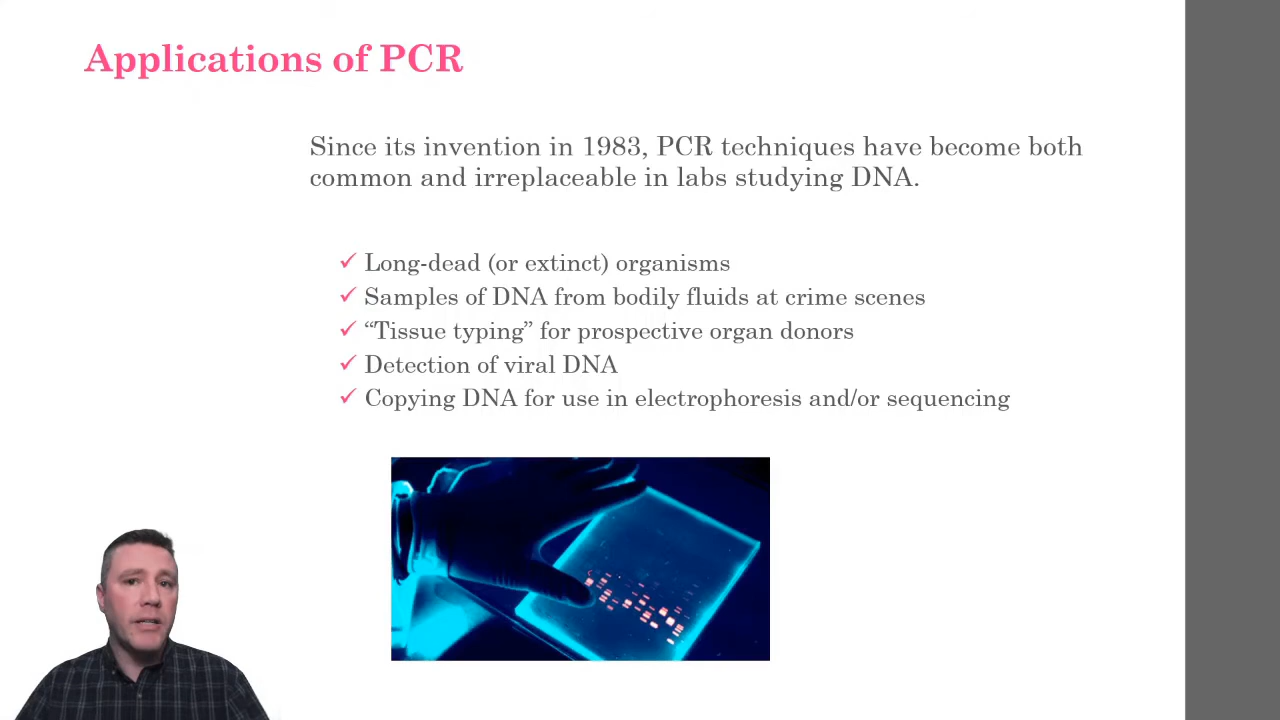 Applications of PCR
Since its invention in 1983, PCR techniques have become both
common and irreplaceable in labs studying DNA.
✓ Long-dead (or extinct) organisms
✓ Samples of DNA from bodily fluids at crime scenes
✓ “Tissue typing” for prospective organ donors
✓ Detection of viral DNA
✓ Copying DNA for use in electrophoresis and/or sequencing